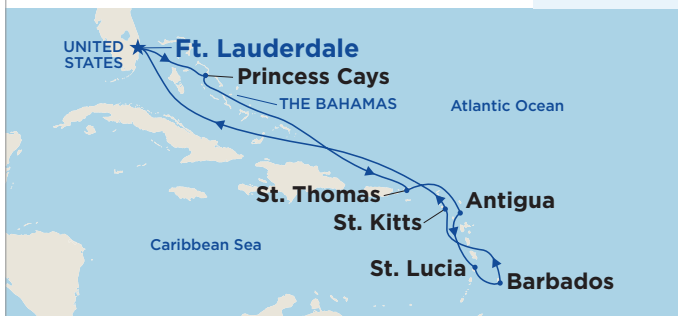 UNITED
STATES
Ft. Lauderdale
Princess Cays
THE BAHAMAS
Atlantic Ocean
St. Thomas
Antigua
St. Kitts
Caribbean Sea
St. Lucia
Barbados